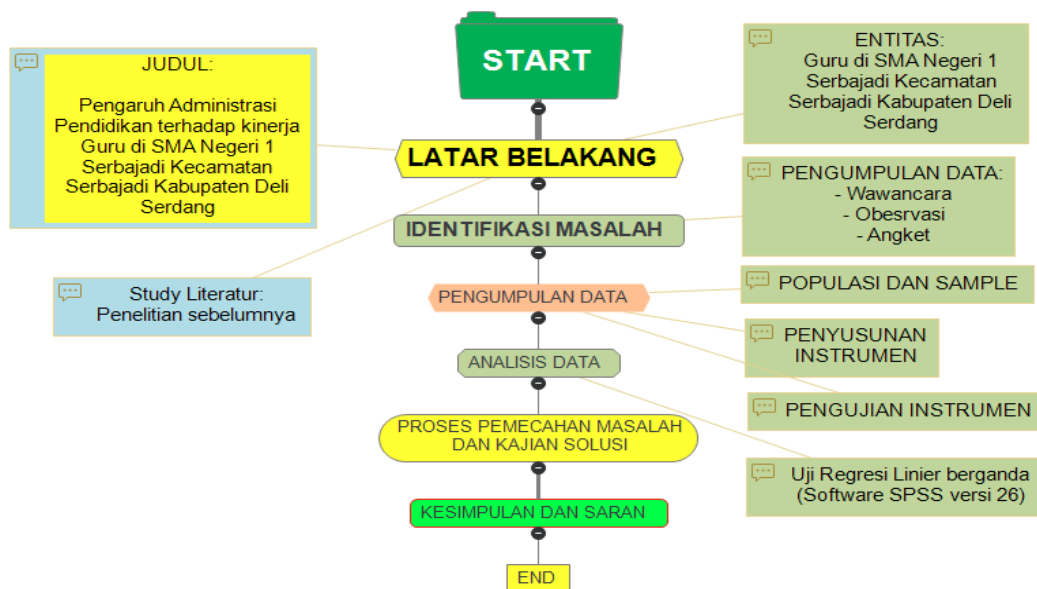 START
JUDUL:
Pengaruh Administrasi
Pendidikan terhadap kinerja
Guru di SMA Negeri 1
Serbajadi Kecamatan
Serbajadi Kabupaten Deli
Serdang
ENTITAS:
Guru di SMA Negeri 1
Serbajadi Kecamatan
Serbajadi Kabupaten Deli
Serdang
LATAR BELAKANG
PENGUMPULAN DATA:
- Wawancara
- Obesrvasi
- Angket
IDENTIFIKASI MASALAH
Study Literatur:
Penelitian sebelumnya
PENGUMPULAN DATA
POPULASI DAN SAMPLE
PENYUSUNAN
INSTRUMEN
ANALISIS DATA
PENGUJIAN INSTRUMEN
PROSES PEMECAHAN MASALAH
DAN KAJIAN SOLUSI
Uji Regresi Linier berganda
(Software SPSS versi 26)
KESIMPULAN DAN SARAN
END